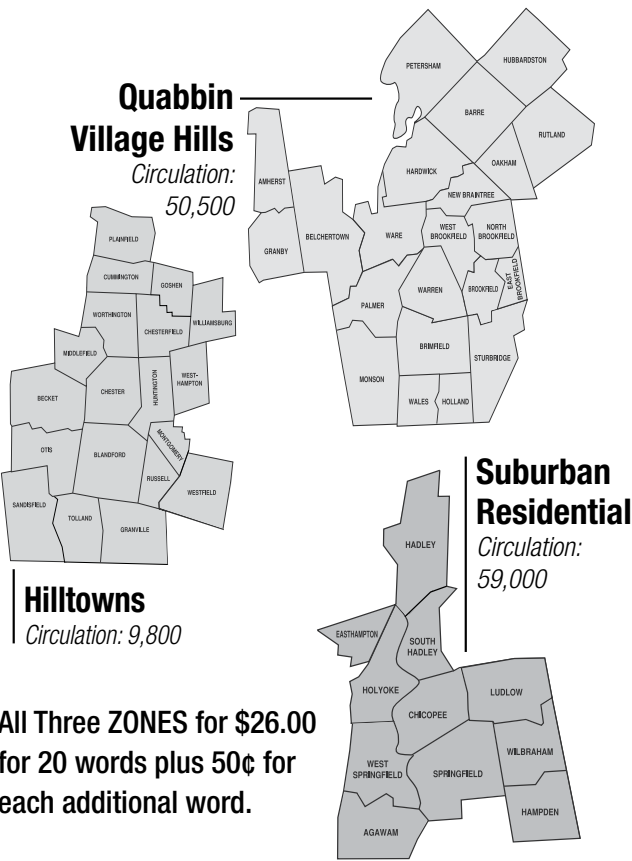 Quabbin
Village Hills
Circulation:
50,500
PETERSHAM
HUBBARDSTON
BARRE
RUTLAND
OAKHAM
HARDWICK
NEW BRAINTREE
AMHERST
GRANBY
BELCHERTOWN
WARE
WEST
BROOKFIELD
NORTH
BROOKFIELD
EAST
BROOKFIELD
BROOKFIELD
WARREN
PALMER
BRIMFIELD
STURBRIDGE
MONSON
WALES
HOLLAND
PLAINFIELD
CUMMINGTON
GOSHEN
WORTHINGTON
CHESTERFIELD
WILLIAMSBURG
MIDDLEFIELD
BECKET
CHESTER
HUNTINGTON
WEST-
HAMPTON
OTIS
BLANDFORD
MONTGOMERY
RUSSELL
WESTFIELD
SANDISFIELD
TOLLAND
GRANVILLE
Hilltowns
Circulation: 9,800
Suburban
Residential
Circulation:
59,000
HADLEY
EASTHAMPTON
SOUTH
HADLEY
HOLYOKE
CHICOPEE
LUDLOW
WEST
SPRINGFIELD
SPRINGFIELD
WILBRAHAM
HAMPDEN
AGAWAM
All Three ZONES for $26.00
for 20 words plus 50¢ for
each additional word.